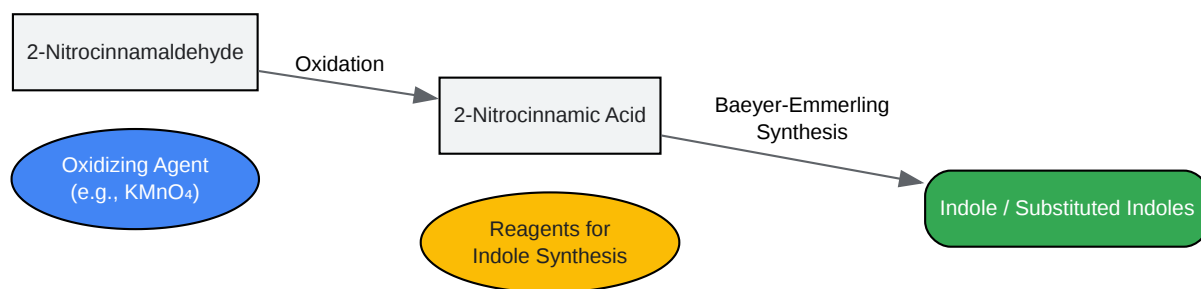 2-Nitrocinnamaldehyde
Oxidation
Oxidizing Agent
(e.g., KMnO₄)
2-Nitrocinnamic Acid
Reagents for
Indole Synthesis
Baeyer-Emmerling
Synthesis
Indole / Substituted Indoles